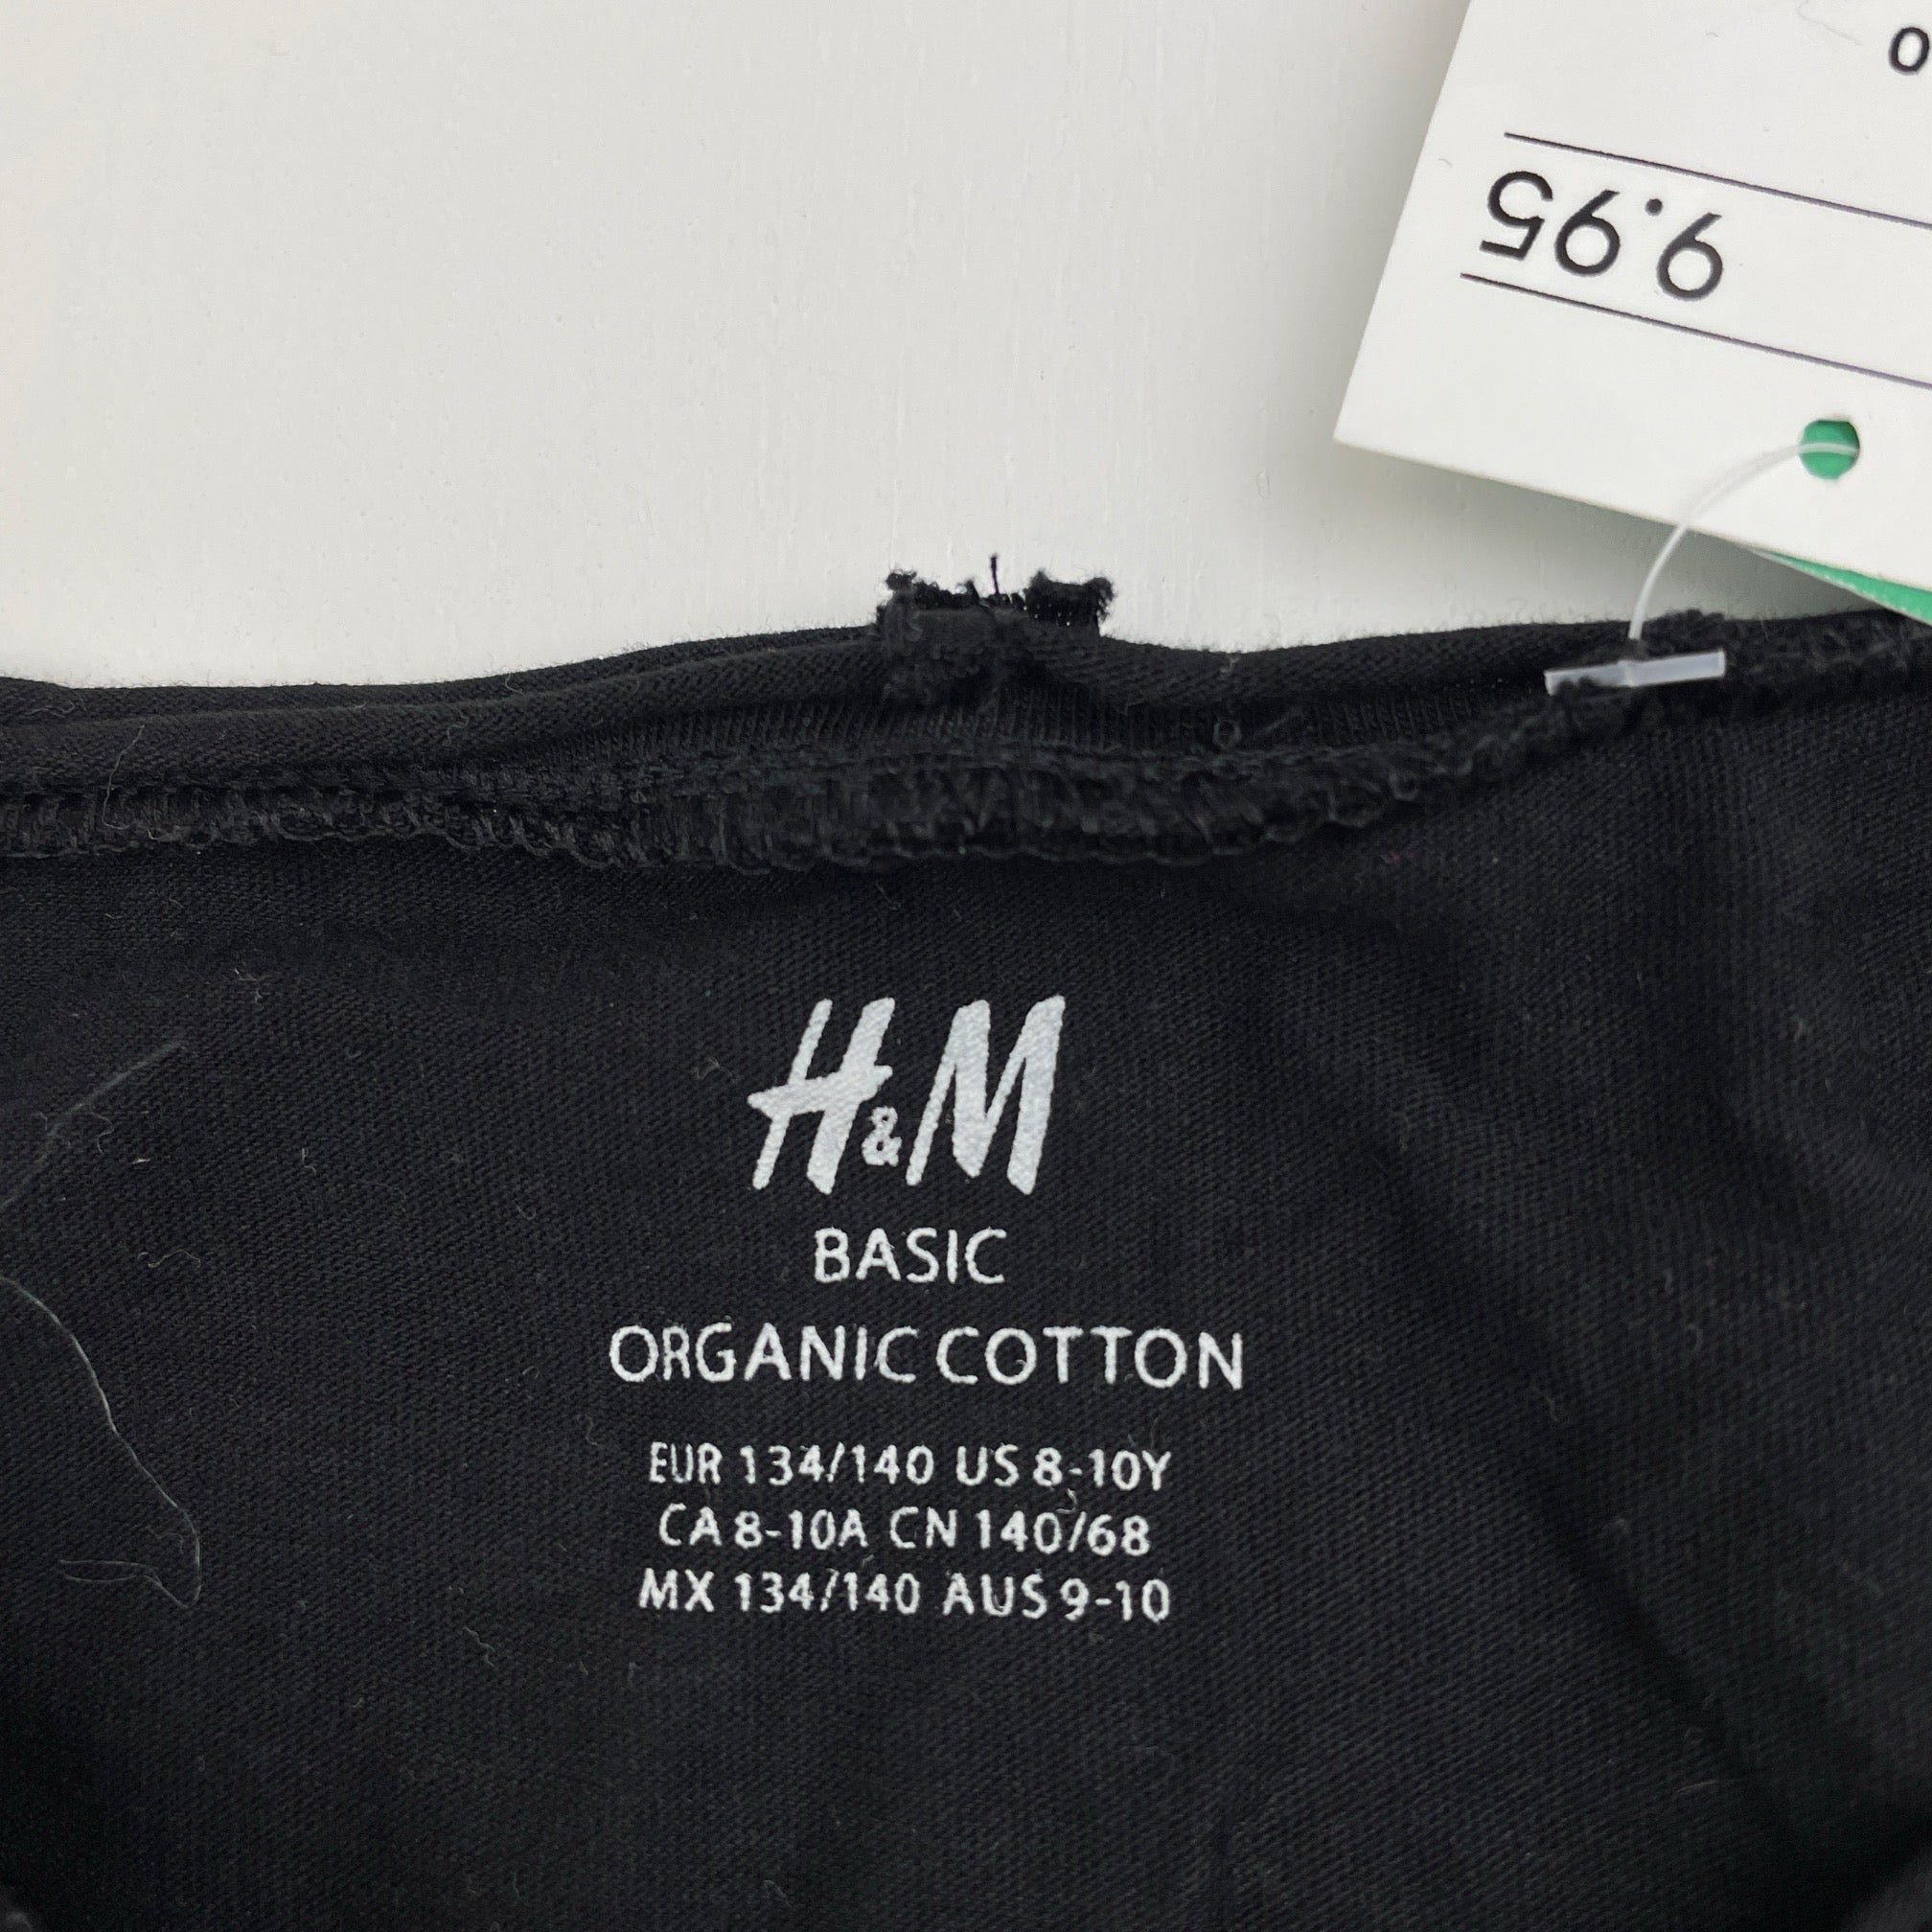 O
9.95
H&M
BASIC
ORGANIC COTTON
EUR 134/140 US 8-10Y
CA 8-10A CN 140/68
MX 134/140 AUS 9-10